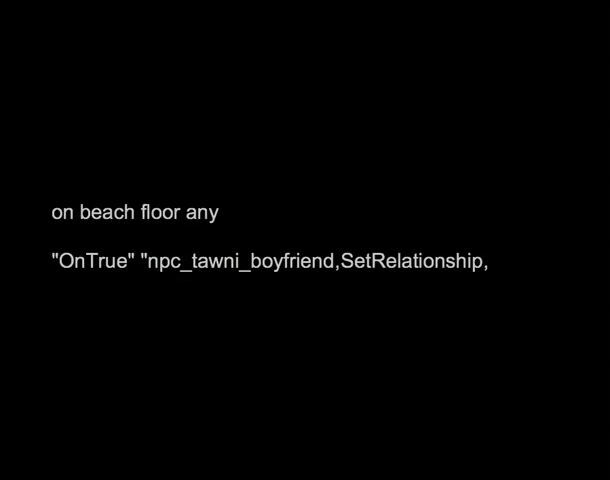 on beach floor any
"OnTrue" "npc_tawni_boyfriend,SetRelationship,